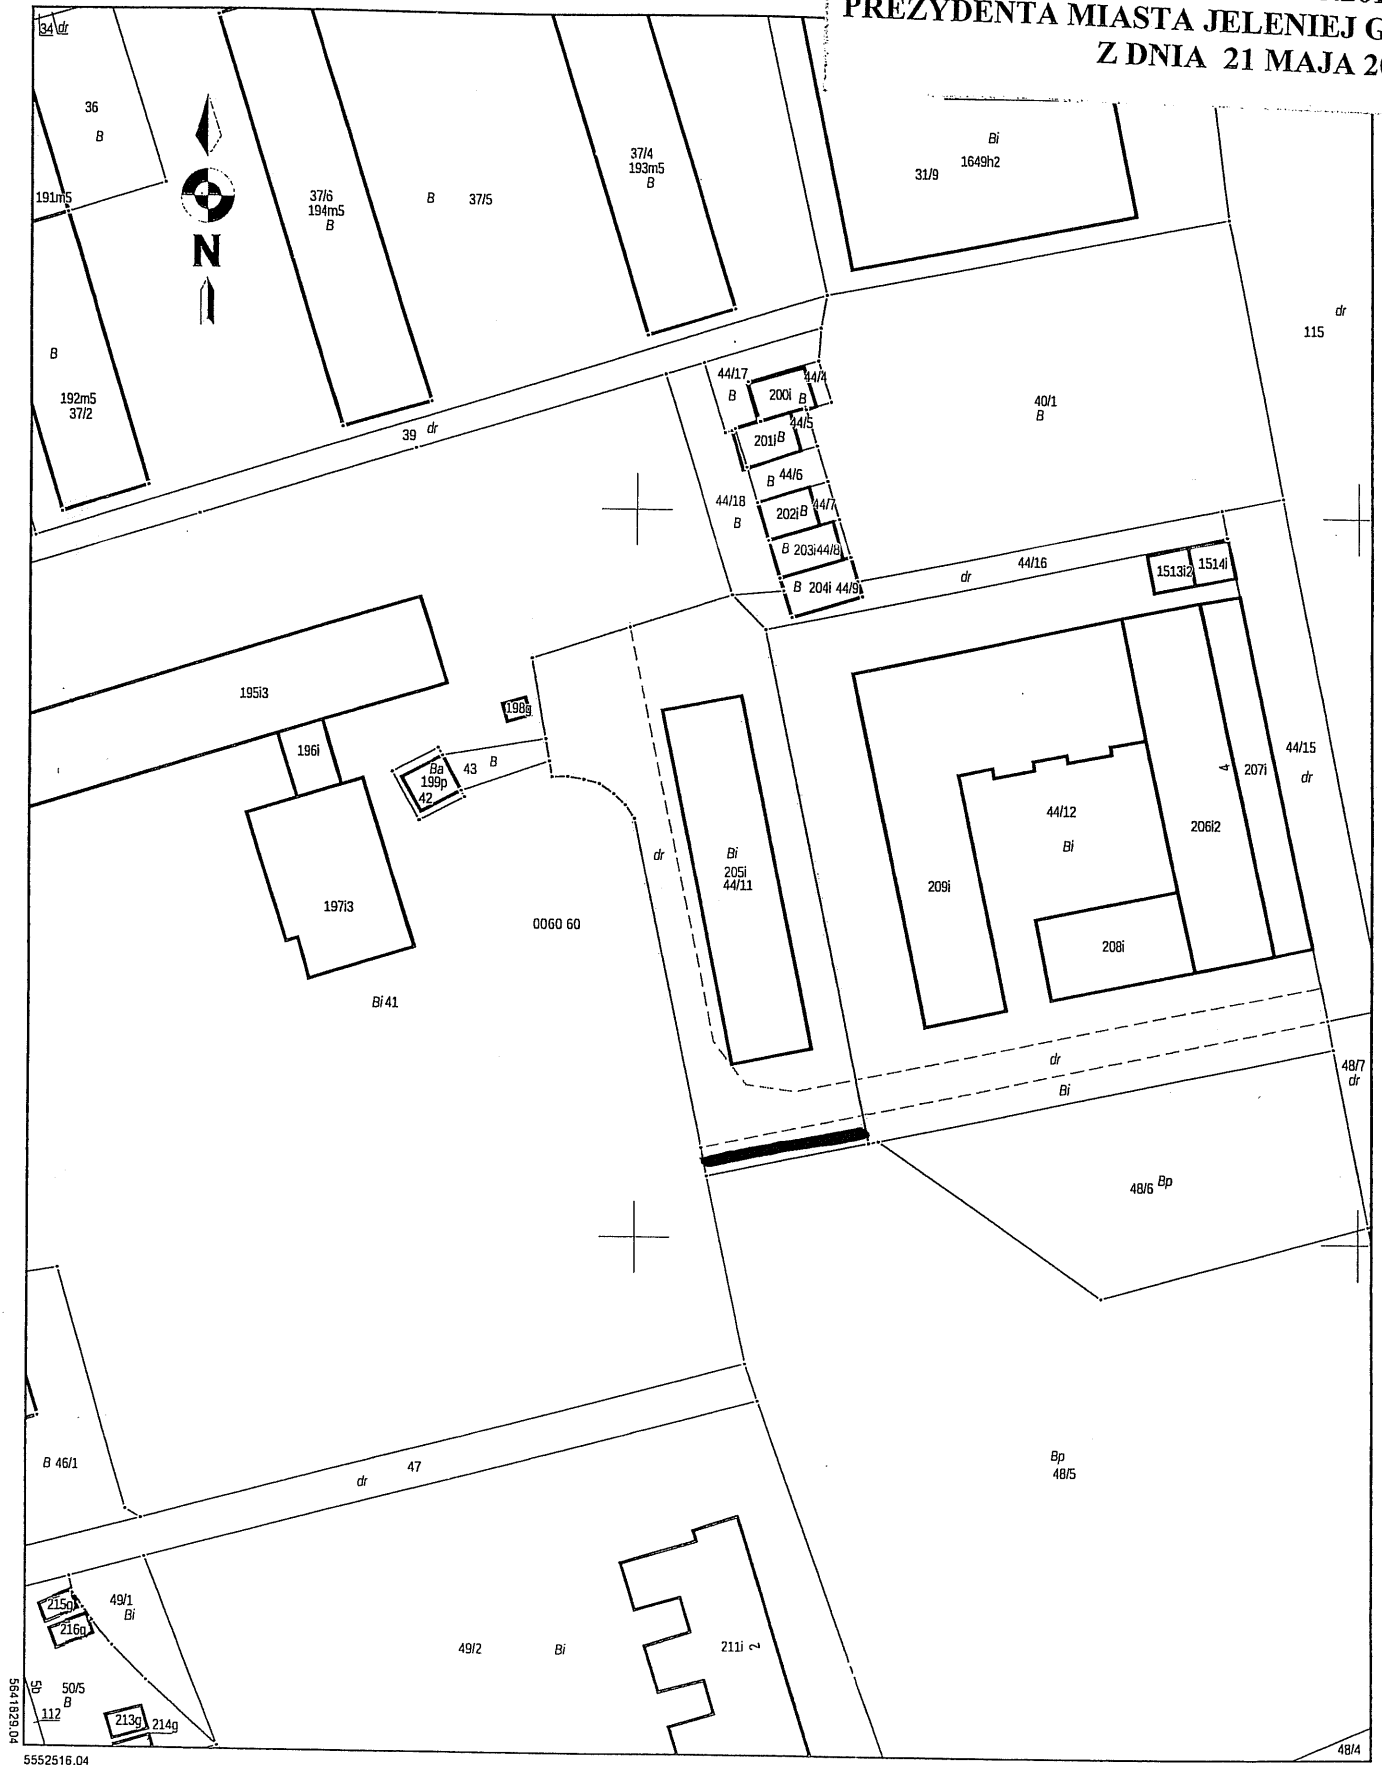 PREZYDENTA MIASTA JELENIEJ G
Z DNIA 21 MAJA 20
34 dr
36
B
191m5
37/6
194m5
B
B 37/5
37/4
193m5
B
Bi
1649h2
31/9
N
B
192m5
37/2
dr
115
39 dr
44/17
B
44/4
200i B
44/5
201i B
B 44/6
44/18
B
44/7
202i B
B 203i 44/8
B 204i 44/9
40/1
B
dr 44/16
1513i2
1514i
195i3
196i
198g
Ba
199p
42
43 B
197i3
0060 60
Bi 41
dr
Bi
205i
44/11
44/12
Bi
209i
208i
206i2
4
207i
44/15
dr
dr
Bi
48/7
dr
48/6 Bp
B 46/1
dr 47
Bp
48/5
49/1
Bi
215g
216g
49/2 Bi
211i 2
5b
50/5
B
112
213g
214g
48/4
5641829.04
5552516.04